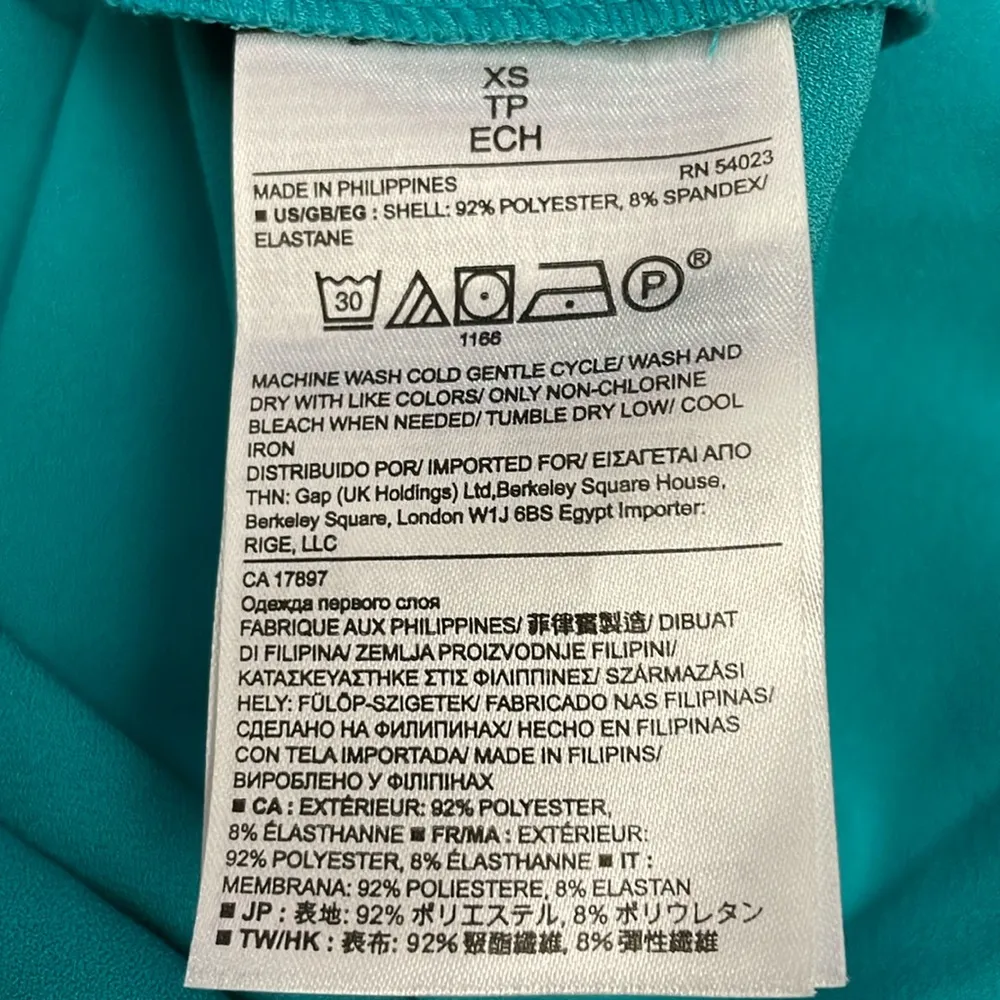 XS
TP
ECH
RN 54023
MADE IN PHILIPPINES
■ US/GB/EG : SHELL: 92% POLYESTER, 8% SPANDEX/
ELASTANE
30 P ®
1166
MACHINE WASH COLD GENTLE CYCLE/ WASH AND
DRY WITH LIKE COLORS/ ONLY NON-CHLORINE
BLEACH WHEN NEEDED/ TUMBLE DRY LOW/ COOL
IRON
DISTRIBUIDO POR/ IMPORTED FOR/ ΕΙΣΑΓΕΤΑΙ ΑΠΟ
ΤΗΝ: Gap (UK Holdings) Ltd,Berkeley Square House,
Berkeley Square, London W1J 6BS Egypt Importer:
RIGE, LLC
CA 17897
Одежда первого слоя
FABRIQUE AUX PHILIPPINES/ 菲律賓製造/ DIBUAT
DI FILIPINA/ ZEMLJA PROIZVODNJE FILIPINI/
ΚΑΤΑΣΚΕΥΑΣΤΗΚΕ ΣΤΙΣ ΦΙΛΙΠΠΙΝΕΣ/ SZÁRMAZÁSI
HELY: FÜLÖP-SZIGETEK/ FABRICADO NAS FILIPINAS/
СДЕЛАНО НА ФИЛИПИНАХ/ HECHO EN FILIPINAS
CON TELA IMPORTADA/ MADE IN FILIPINS/
ВИРОБЛЕНО У ФІЛІПІНАХ
■ CA : EXTÉRIEUR: 92% POLYESTER,
8% ÉLASTHANNE ■ FR/MA : EXTÉRIEUR:
92% POLYESTER, 8% ÉLASTHANNE ■ IT :
MEMBRANA: 92% POLIESTERE, 8% ELASTAN
■ JP : 表地: 92% ポリエステル, 8% ポリウレタン
■ TW/HK : 表布: 92% 聚酯纖維, 8% 彈性纖維